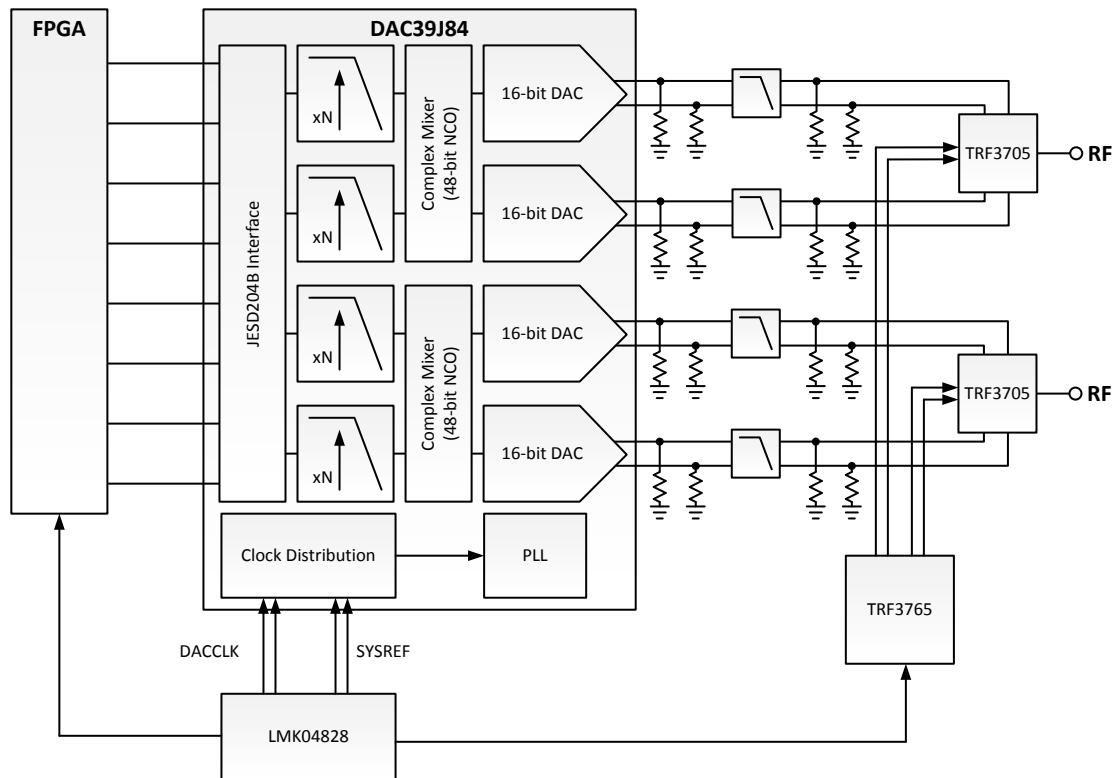 FPGA
DAC39J84
JESD204B Interface
xN
xN
xN
xN
Complex Mixer
(48-bit NCO)
Complex Mixer
(48-bit NCO)
16-bit DAC
16-bit DAC
16-bit DAC
16-bit DAC
TRF3705
RF
TRF3705
RF
Clock Distribution
PLL
TRF3765
DACCLK
SYSREF
LMK04828